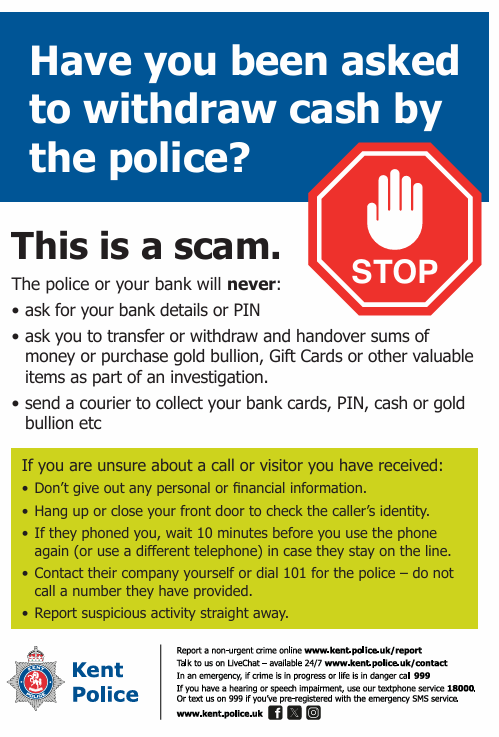 Have you been asked
to withdraw cash by
the police?
STOP
This is a scam.
The police or your bank will never:
• ask for your bank details or PIN
• ask you to transfer or withdraw and handover sums of
money or purchase gold bullion, Gift Cards or other valuable
items as part of an investigation.
• send a courier to collect your bank cards, PIN, cash or gold
bullion etc
If you are unsure about a call or visitor you have received:
• Don’t give out any personal or financial information.
• Hang up or close your front door to check the caller’s identity.
• If they phoned you, wait 10 minutes before you use the phone
again (or use a different telephone) in case they stay on the line.
• Contact their company yourself or dial 101 for the police – do not
call a number they have provided.
• Report suspicious activity straight away.
Kent
Police
Report a non-urgent crime online www.kent.police.uk/report
Talk to us on LiveChat – available 24/7 www.kent.police.uk/contact
In an emergency, if crime is in progress or life is in danger call 999
If you have a hearing or speech impairment, use our textphone service 18000.
Or text us on 999 if you’ve pre-registered with the emergency SMS service.
www.kent.police.uk